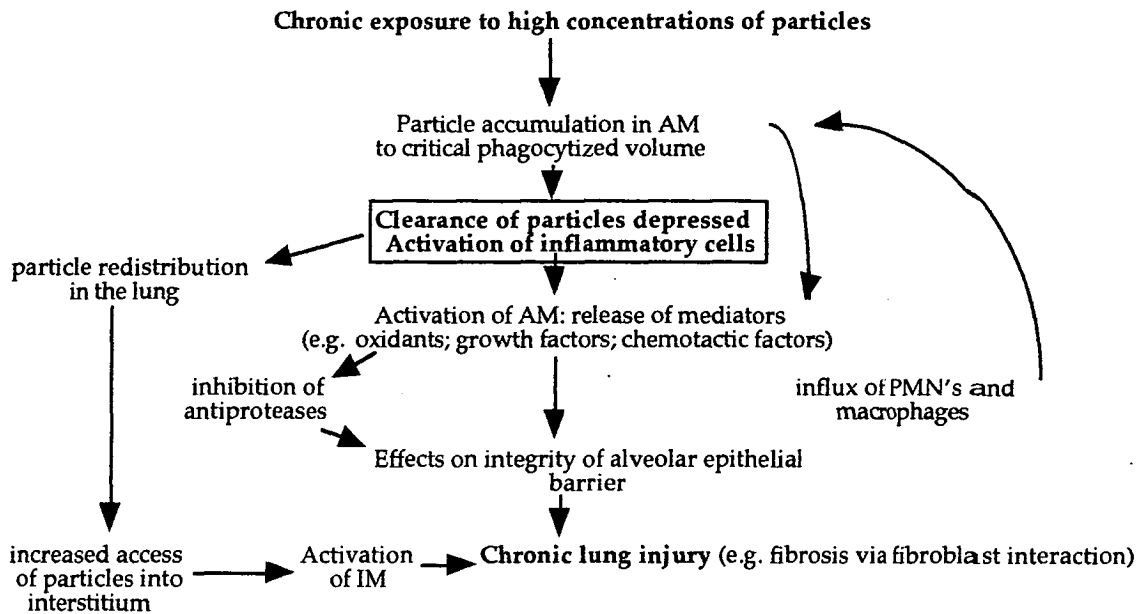 Chronic exposure to high concentrations of particles
Particle accumulation in AM
to critical phagocytized volume
Clearance of particles depressed
Activation of inflammatory cells
particle redistribution
in the lung
Activation of AM: release of mediators
(e.g. oxidants; growth factors; chemotactic factors)
inhibition of
antiproteases
influx of PMN's and
macrophages
Effects on integrity of alveolar epithelial
barrier
increased access
of particles into
interstitium
Activation
of IM
Chronic lung injury (e.g. fibrosis via fibroblast interaction)